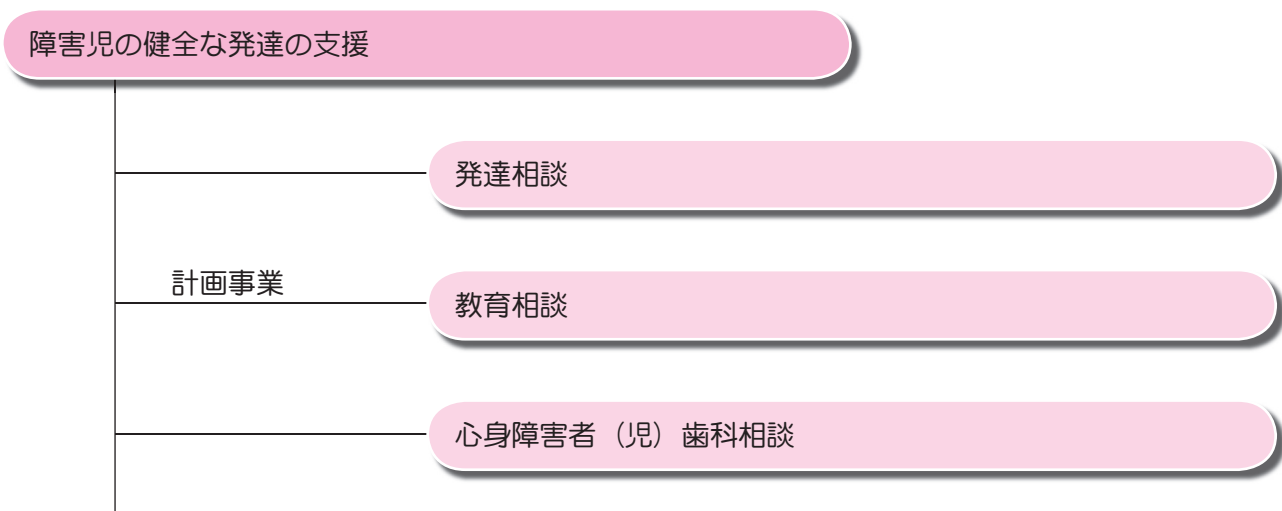 障害児の健全な発達の支援
発達相談
計画事業
教育相談
心身障害者（児）歯科相談